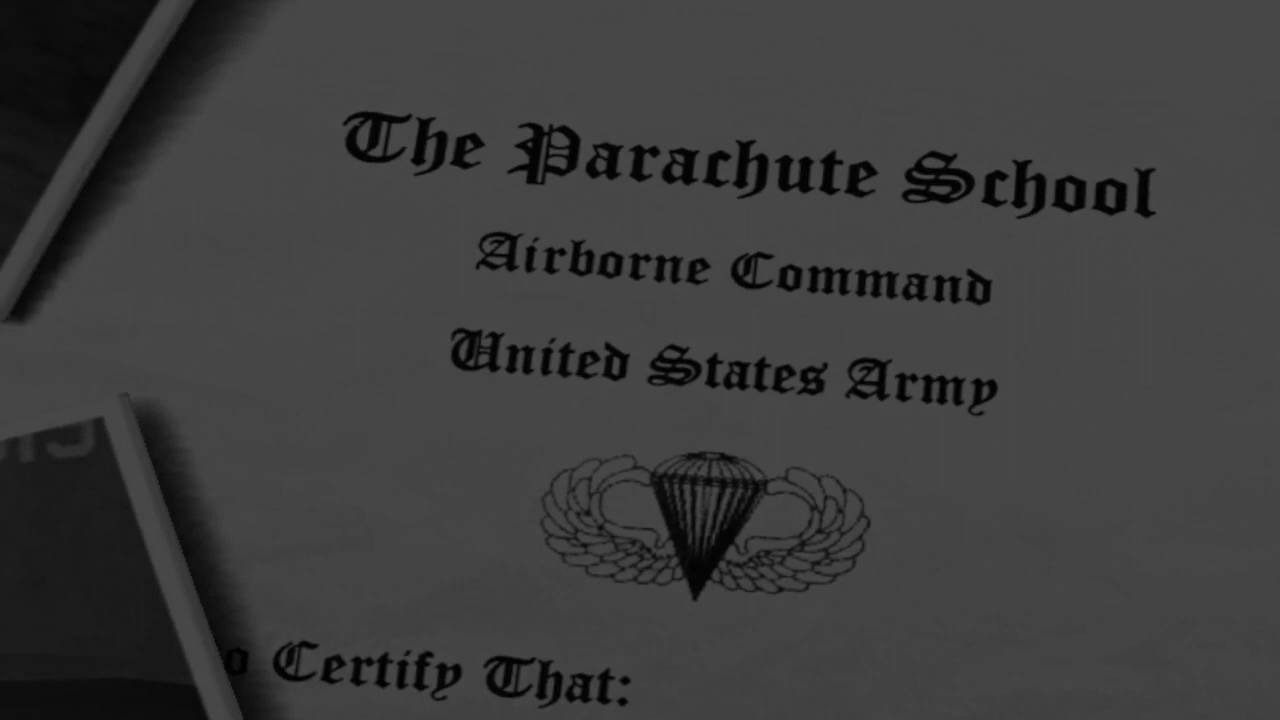 The Parachute School
Airborne Command
United States Army
o Certify That: